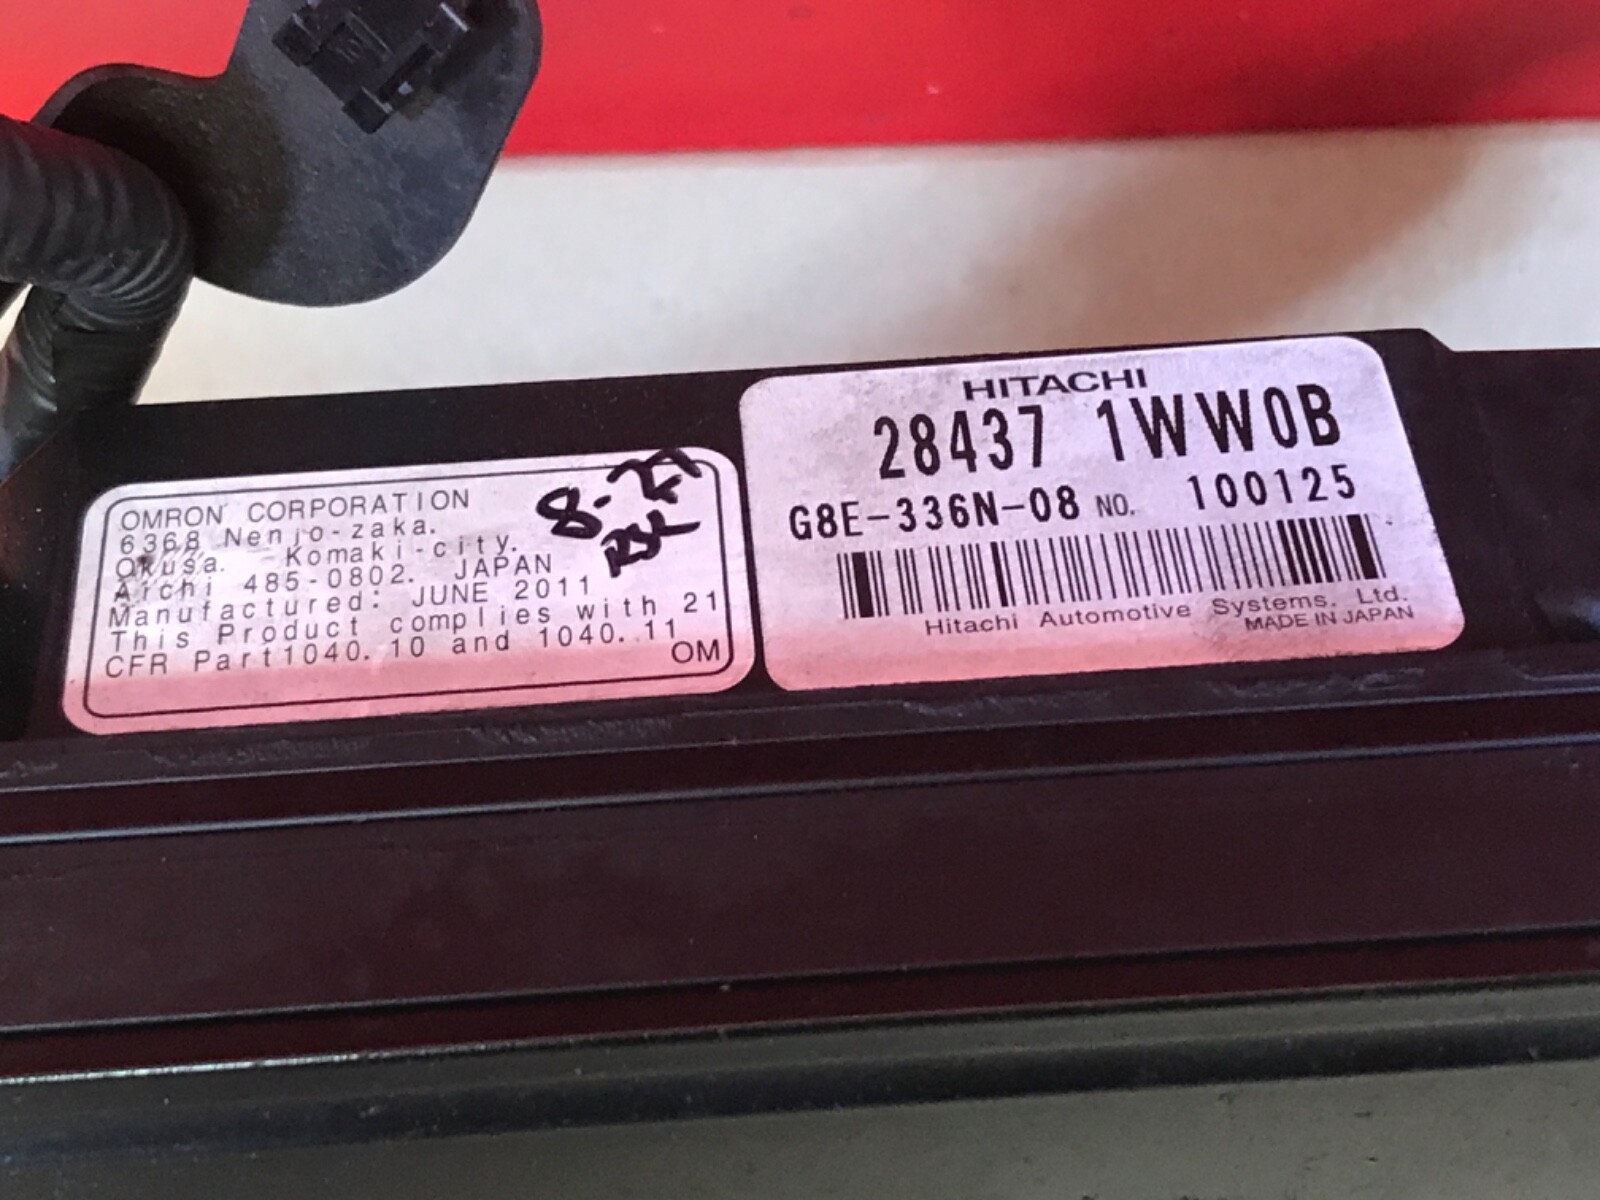 OMRON CORPORATION
6368 Nenjo-zaka.
Okusa. Komaki-city.
Aichi 485-0802. JAPAN
Manufactured: JUNE 2011
This Product complies with 21
CFR Part1040.10 and 1040.11
OM
8-27
HITACHI
28437 1WW0B
G8E-336N-08 NO. 100125
Hitachi Automotive Systems. Ltd.
MADE IN JAPAN